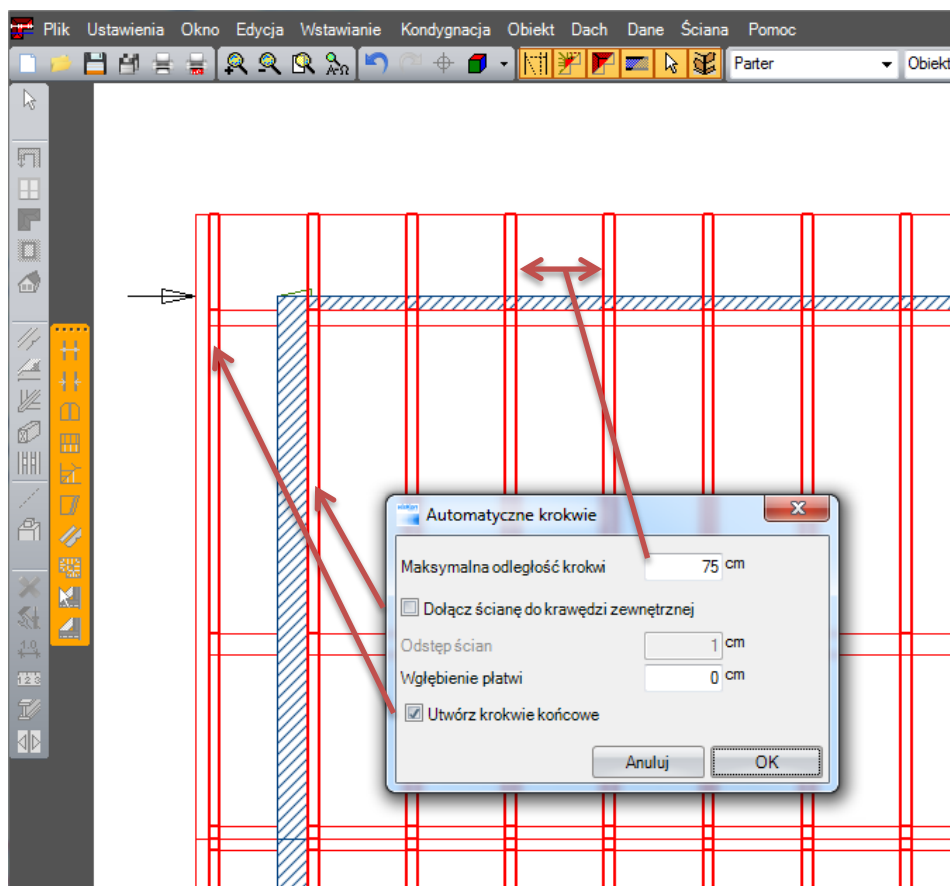 Plik Ustawienia Okno Edycja Wstawianie Kondygnacja Obiekt Dach Dane Ściana Pomoc
Parter Obiekt
Automatyczne krokwie
Maksymalna odległość krokwi 75 cm
Dołącz ścianę do krawędzi zewnętrznej
Odstęp ścian 1 cm
Wgłębienie płatwi 0 cm
Utwórz krokwie końcowe
Anuluj OK